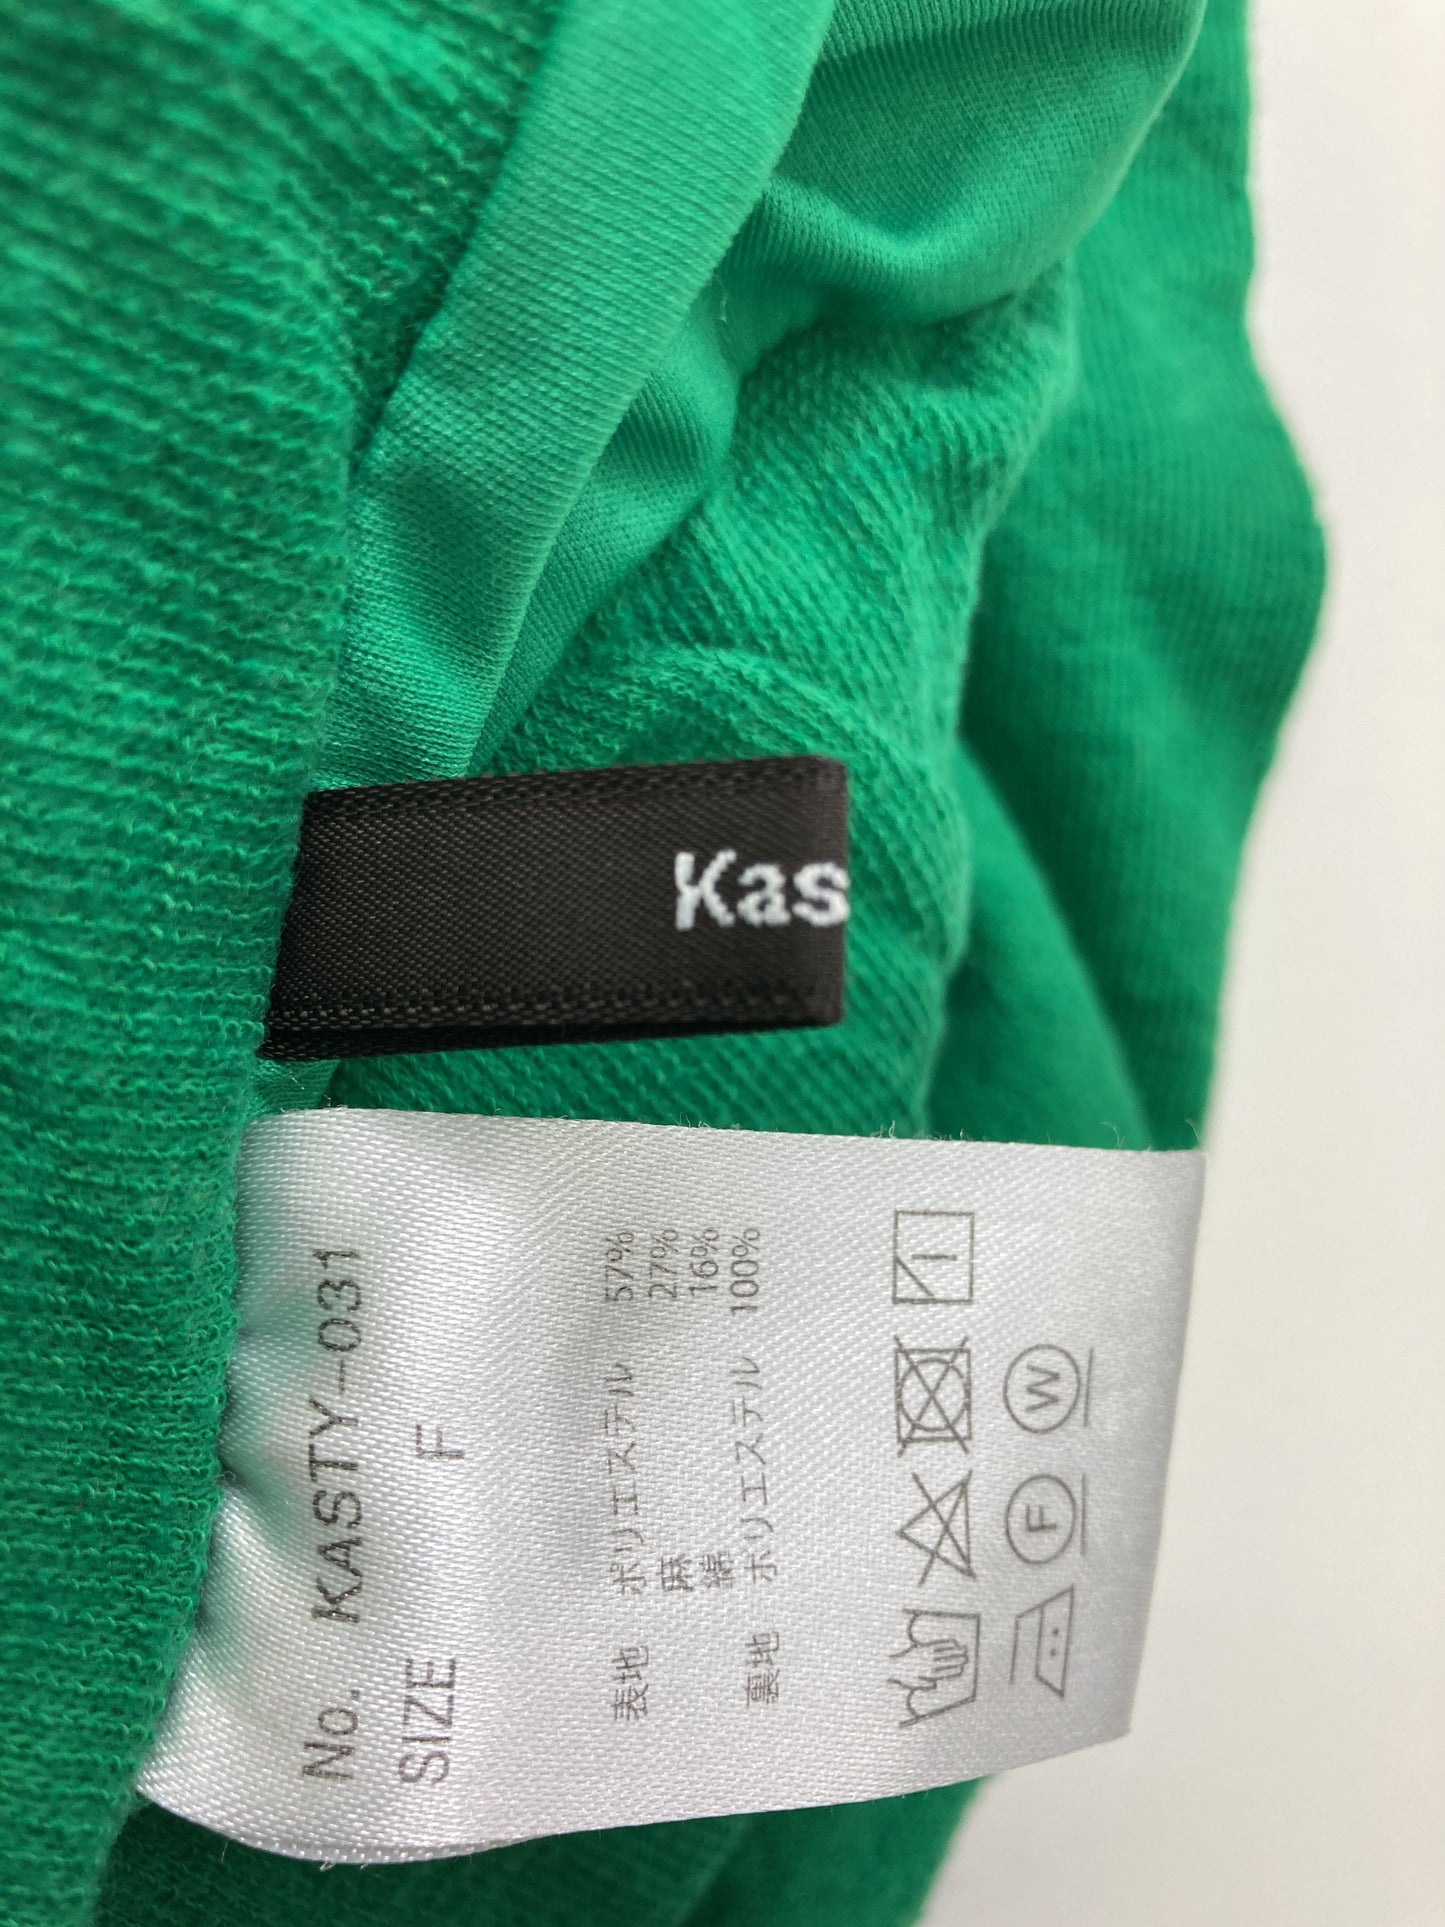 Kas
No. KASTY-031
SIZE F
表地 ポリエステル 57%
麻 27%
綿 16%
裏地 ポリエステル 100%
F W